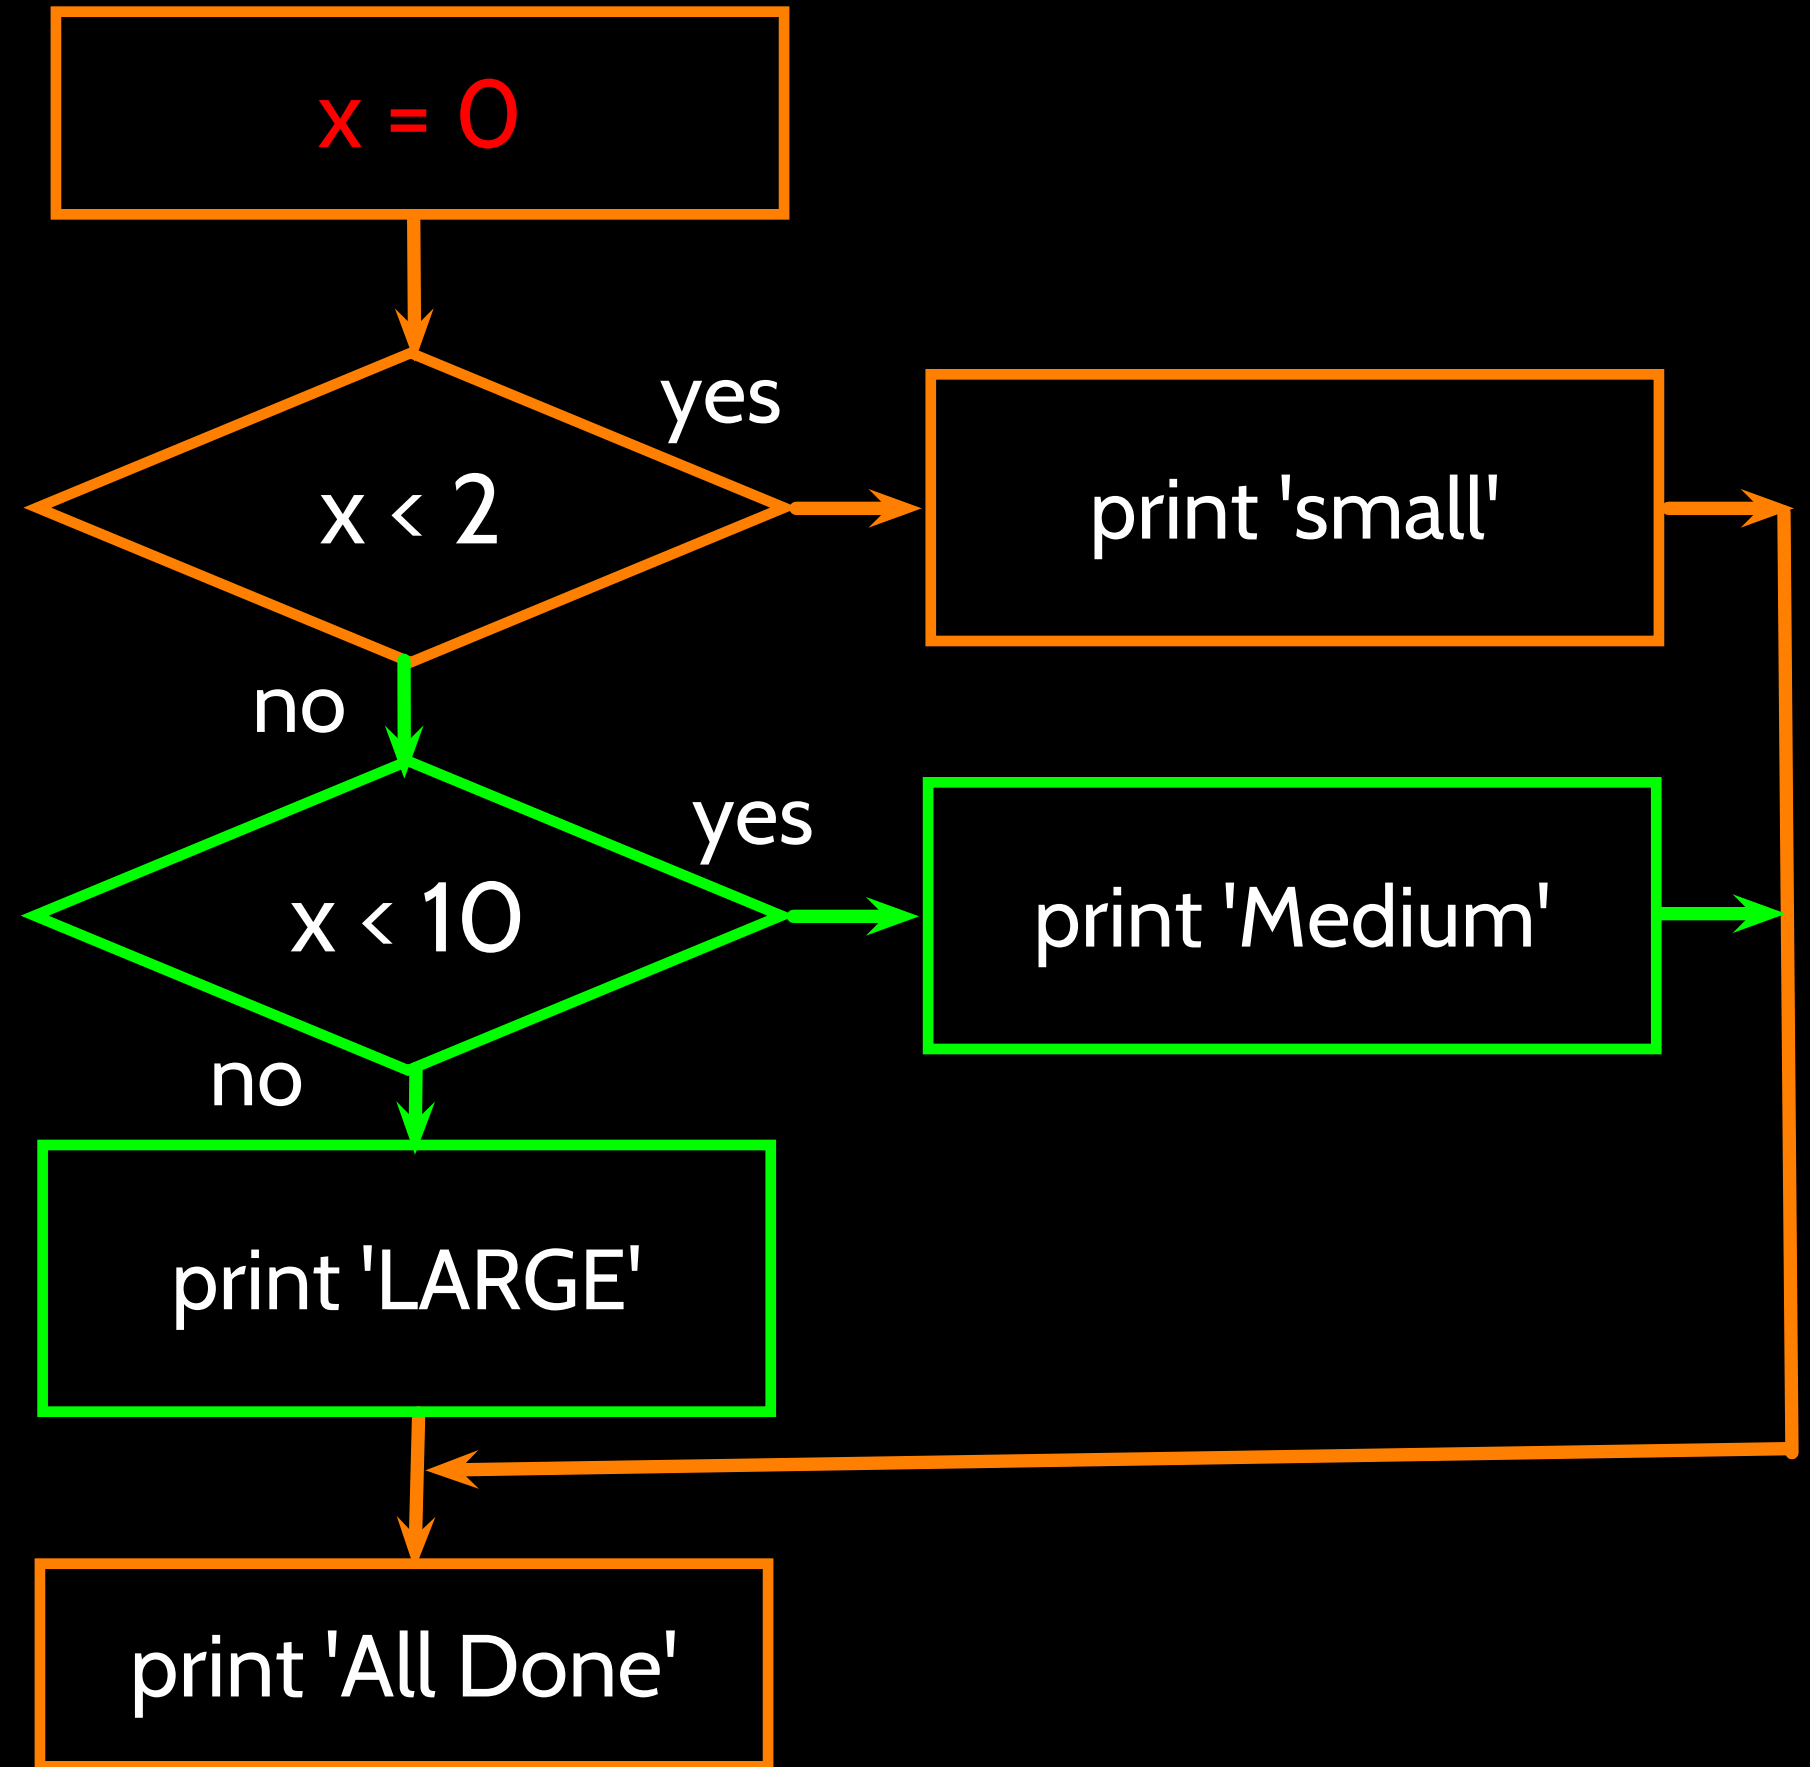 x = 0
yes
x < 2
print 'small'
no
yes
x < 10
print 'Medium'
no
print 'LARGE'
print 'All Done'